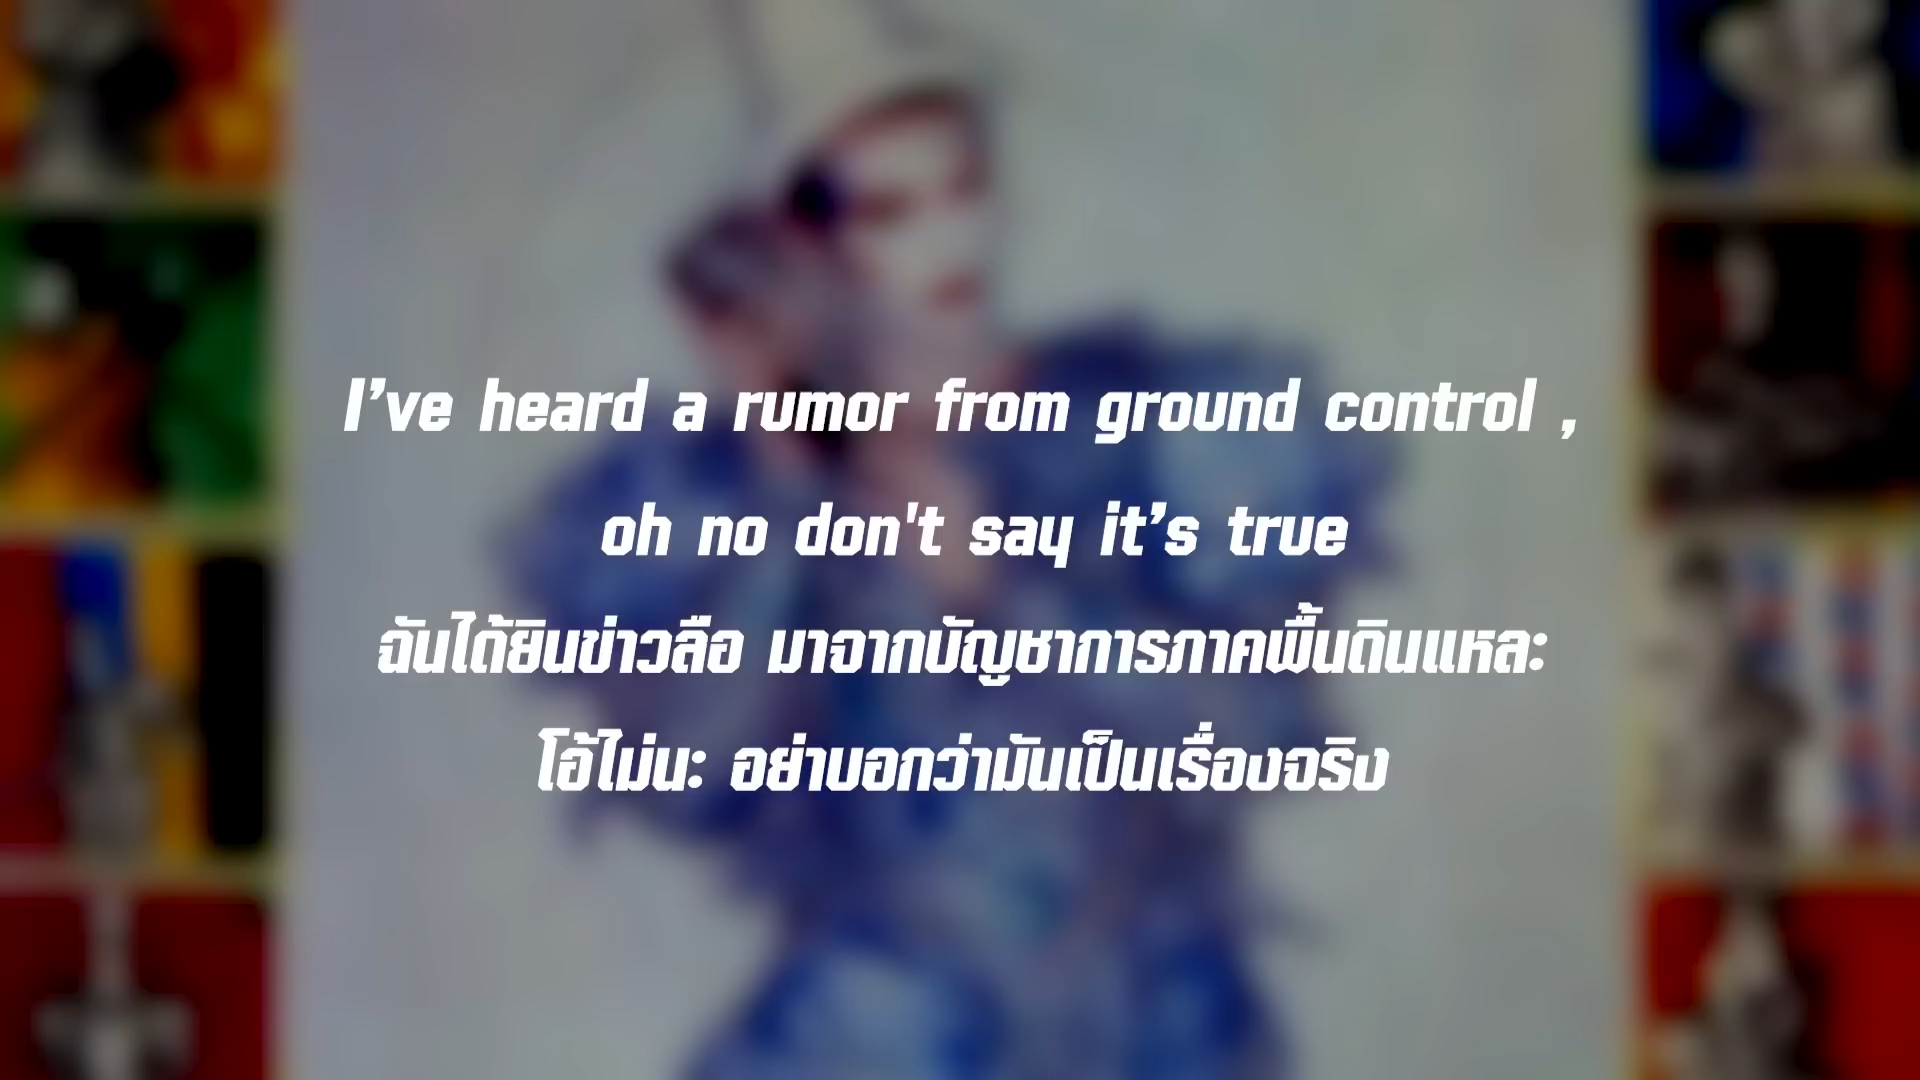 I’ve heard a rumor from ground control ,
oh no don't say it’s true
ฉันได้ยินข่าวลือ มาจากบัญชาการภาคพื้นดินแหละ
โอ้ไม่นะ อย่าบอกว่ามันเป็นเรื่องจริง